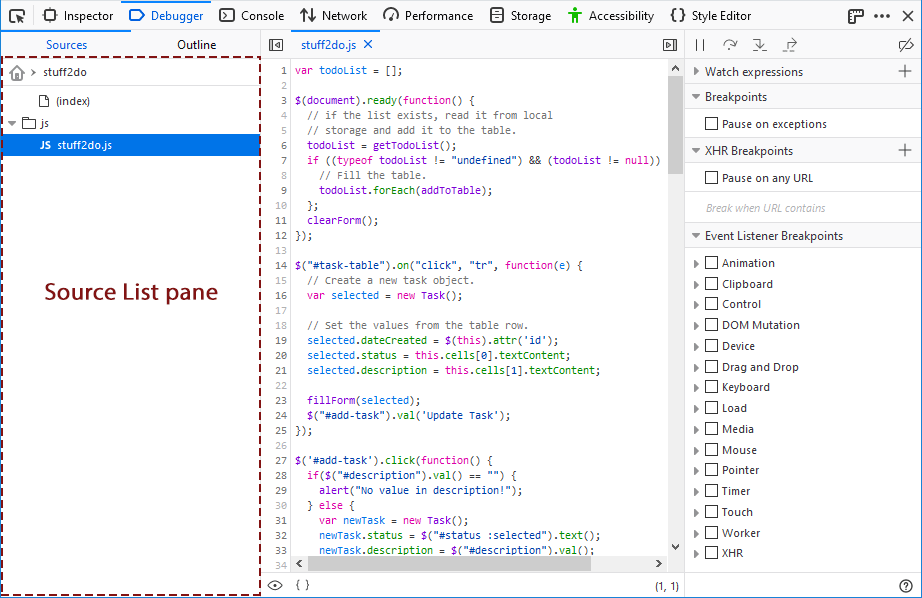 Inspector Debugger Console Network Performance Storage Accessibility Style Editor
Sources Outline
stuff2do
(index)
js
JS stuff2do.js
Source List pane
stuff2do.js
1 var todoList = [];
2
3 $(document).ready(function() {
4 // if the list exists, read it from local
5 // storage and add it to the table.
6 todoList = getTodoList();
7 if ((typeof todoList != "undefined") && (todoList != null))
8 // Fill the table.
9 todoList.forEach(addToTable);
10 };
11 clearForm();
12 });
13
14 $("#task-table").on("click", "tr", function(e) {
15 // Create a new task object.
16 var selected = new Task();
17
18 // Set the values from the table row.
19 selected.dateCreated = $(this).attr('id');
20 selected.status = this.cells[0].textContent;
21 selected.description = this.cells[1].textContent;
22
23 fillForm(selected);
24 $("#add-task").val('Update Task');
25 });
26
27 $('#add-task').click(function() {
28 if($("#description").val() == "") {
29 alert("No value in description!");
30 } else {
31 var newTask = new Task();
32 newTask.status = $("#status :selected").text();
33 newTask.description = $("#description").val();
34
{ } (1, 1)
Watch expressions
Breakpoints
Pause on exceptions
XHR Breakpoints
Pause on any URL
Break when URL contains
Event Listener Breakpoints
Animation
Clipboard
Control
DOM Mutation
Device
Drag and Drop
Keyboard
Load
Media
Mouse
Pointer
Timer
Touch
Worker
XHR